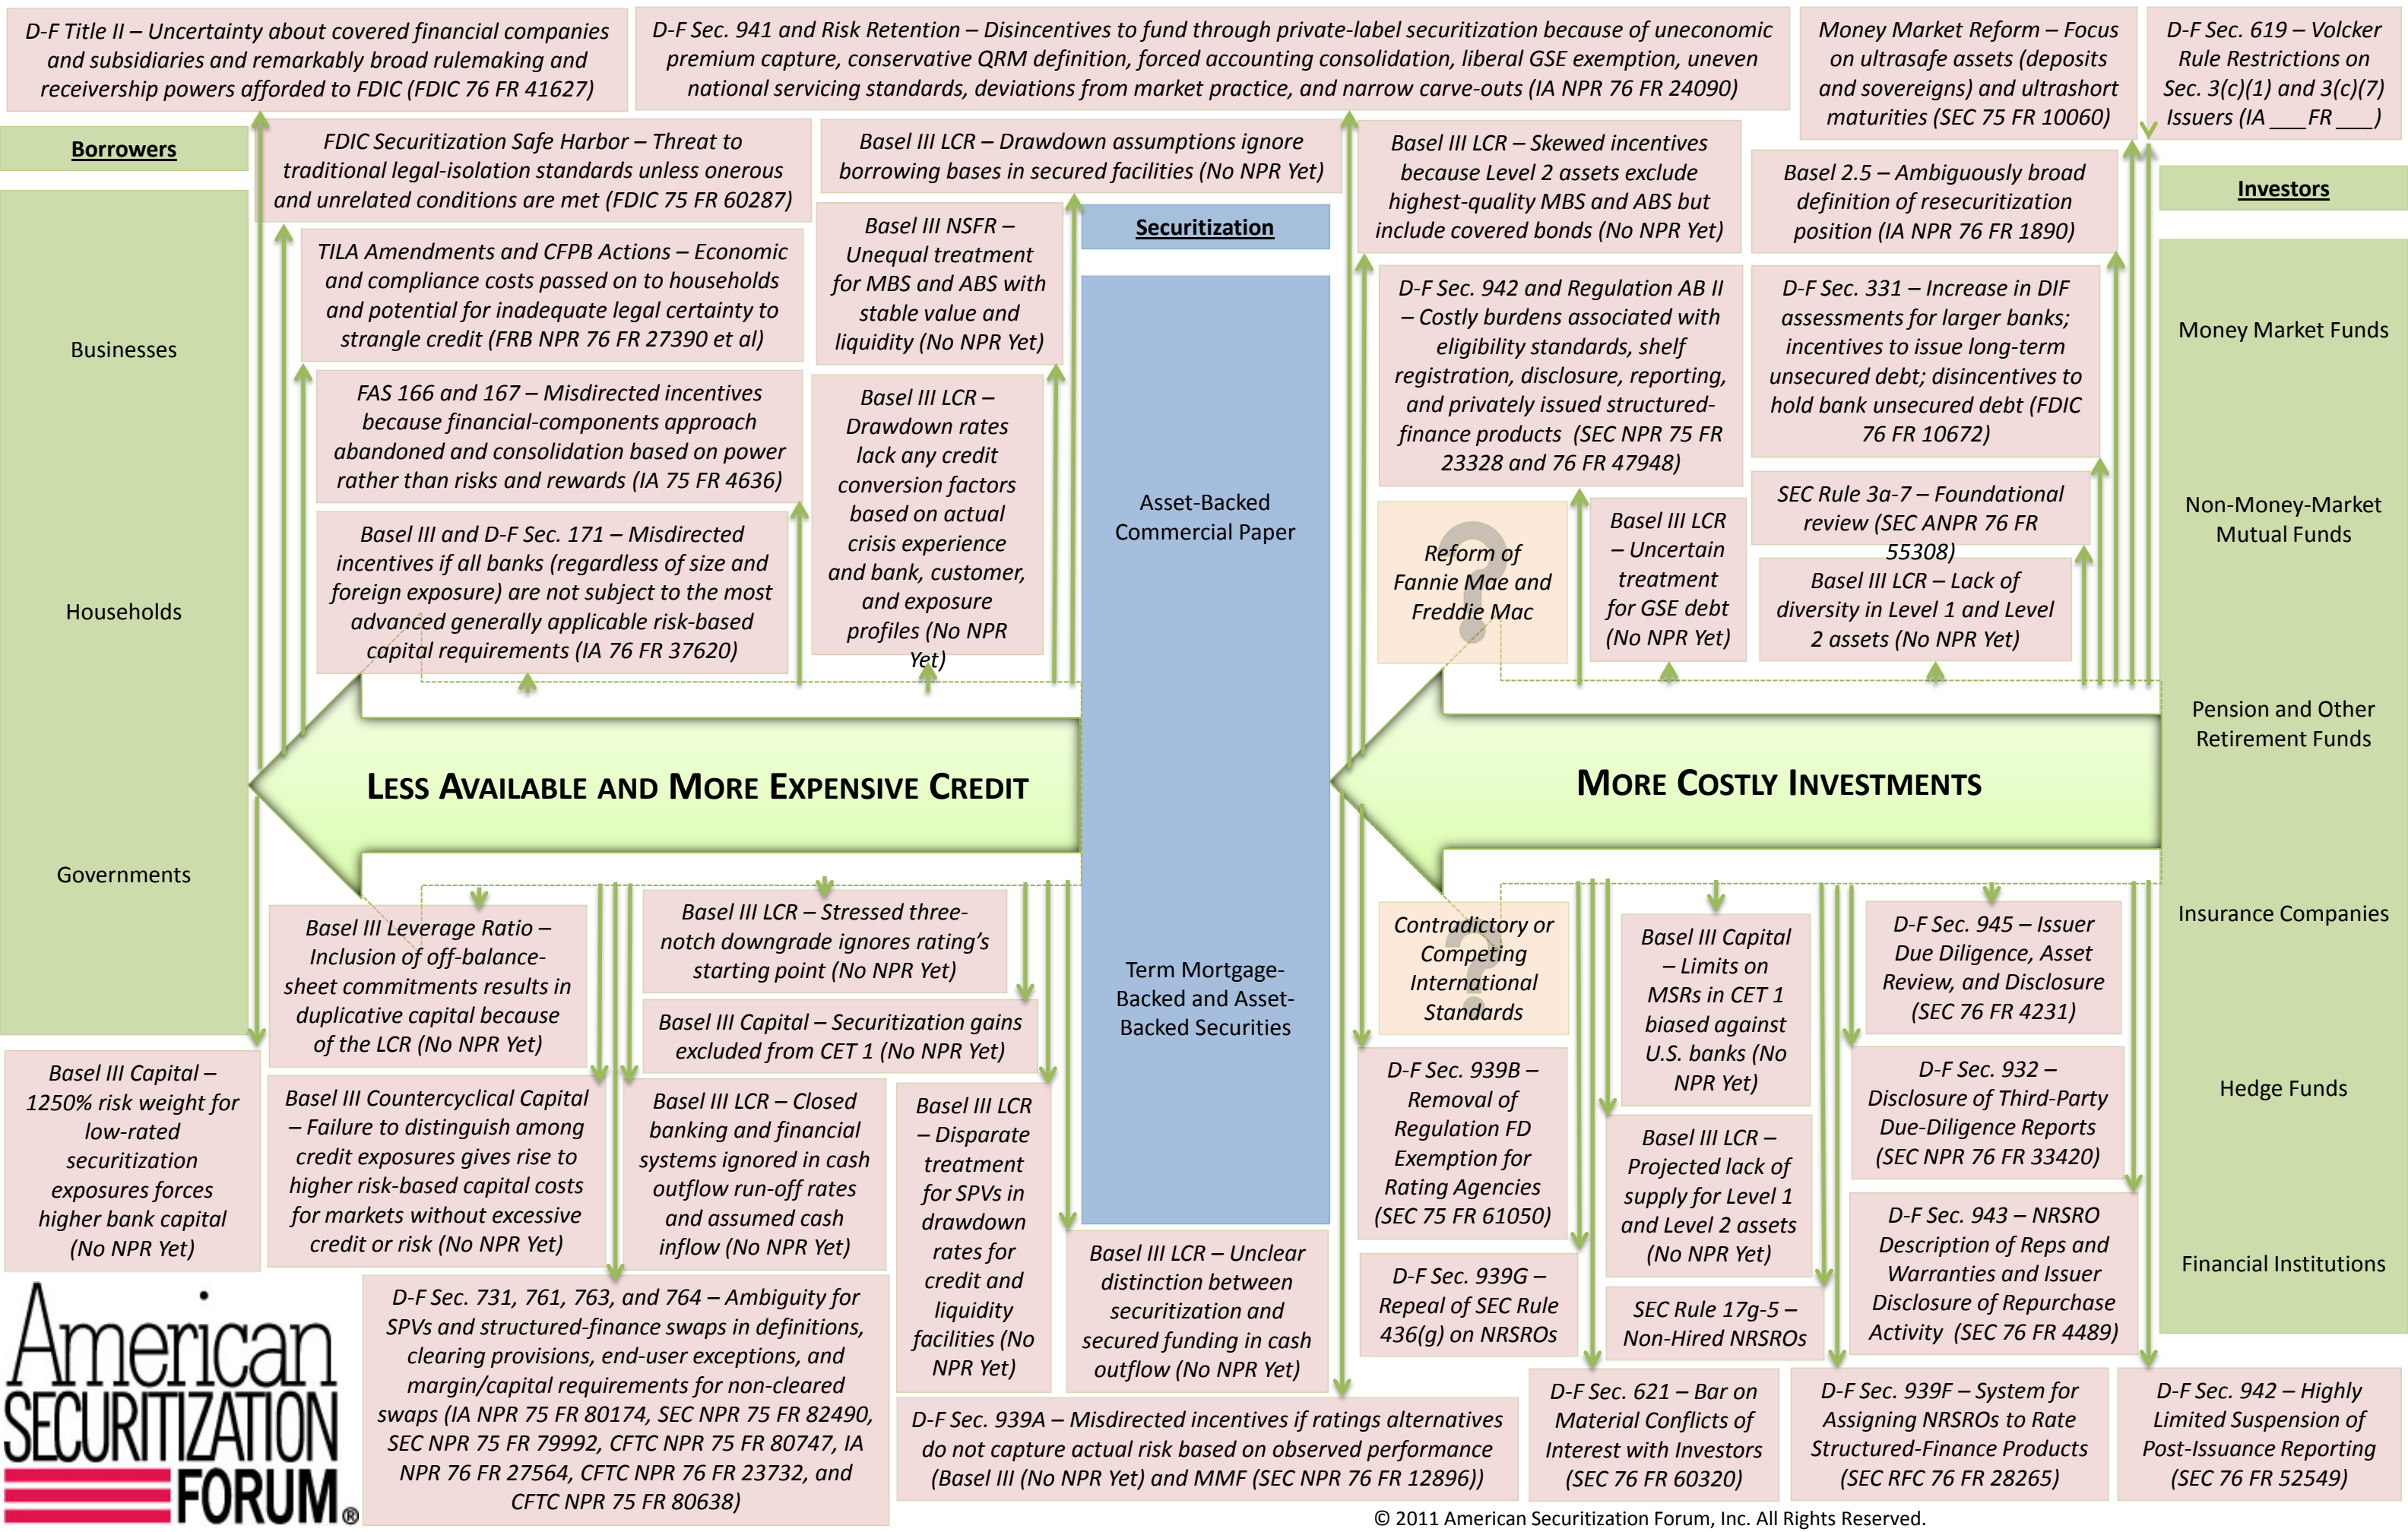 D-F Title II – Uncertainty about covered financial companies
and subsidiaries and remarkably broad rulemaking and
receivership powers afforded to FDIC (FDIC 76 FR 41627)
D-F Sec. 941 and Risk Retention – Disincentives to fund through private-label securitization because of uneconomic
premium capture, conservative QRM definition, forced accounting consolidation, liberal GSE exemption, uneven
national servicing standards, deviations from market practice, and narrow carve-outs (IA NPR 76 FR 24090)
Money Market Reform – Focus
on ultrasafe assets (deposits
and sovereigns) and ultrashort
maturities (SEC 75 FR 10060)
D-F Sec. 619 – Volcker
Rule Restrictions on
Sec. 3(c)(1) and 3(c)(7)
Issuers (IA ___FR ___)
Borrowers
Businesses
Households
Governments
FDIC Securitization Safe Harbor – Threat to
traditional legal-isolation standards unless onerous
and unrelated conditions are met (FDIC 75 FR 60287)
TILA Amendments and CFPB Actions – Economic
and compliance costs passed on to households
and potential for inadequate legal certainty to
strangle credit (FRB NPR 76 FR 27390 et al)
FAS 166 and 167 – Misdirected incentives
because financial-components approach
abandoned and consolidation based on power
rather than risks and rewards (IA 75 FR 4636)
Basel III and D-F Sec. 171 – Misdirected
incentives if all banks (regardless of size and
foreign exposure) are not subject to the most
advanced generally applicable risk-based
capital requirements (IA 76 FR 37620)
Basel III LCR – Drawdown assumptions ignore
borrowing bases in secured facilities (No NPR Yet)
Basel III NSFR –
Unequal treatment
for MBS and ABS with
stable value and
liquidity (No NPR Yet)
Basel III LCR –
Drawdown rates
lack any credit
conversion factors
based on actual
crisis experience
and bank, customer,
and exposure
profiles (No NPR
Yet)
Securitization
Asset-Backed
Commercial Paper
Term Mortgage-
Backed and Asset-
Backed Securities
Basel III LCR – Skewed incentives
because Level 2 assets exclude
highest-quality MBS and ABS but
include covered bonds (No NPR Yet)
D-F Sec. 942 and Regulation AB II
– Costly burdens associated with
eligibility standards, shelf
registration, disclosure, reporting,
and privately issued structured-
finance products (SEC NPR 75 FR
23328 and 76 FR 47948)
?
Reform of
Fannie Mae and
Freddie Mac
Basel III LCR
– Uncertain
treatment
for GSE debt
(No NPR Yet)
Basel 2.5 – Ambiguously broad
definition of resecuritization
position (IA NPR 76 FR 1890)
D-F Sec. 331 – Increase in DIF
assessments for larger banks;
incentives to issue long-term
unsecured debt; disincentives to
hold bank unsecured debt (FDIC
76 FR 10672)
SEC Rule 3a-7 – Foundational
review (SEC ANPR 76 FR
55308)
Basel III LCR – Lack of
diversity in Level 1 and Level
2 assets (No NPR Yet)
Investors
Money Market Funds
Non-Money-Market
Mutual Funds
Pension and Other
Retirement Funds
Insurance Companies
Hedge Funds
Financial Institutions
LESS AVAILABLE AND MORE EXPENSIVE CREDIT
MORE COSTLY INVESTMENTS
Basel III Capital –
1250% risk weight for
low-rated
securitization
exposures forces
higher bank capital
(No NPR Yet)
Basel III Leverage Ratio –
Inclusion of off-balance-
sheet commitments results in
duplicative capital because
of the LCR (No NPR Yet)
Basel III Countercyclical Capital
– Failure to distinguish among
credit exposures gives rise to
higher risk-based capital costs
for markets without excessive
credit or risk (No NPR Yet)
Basel III LCR – Stressed three-
notch downgrade ignores rating's
starting point (No NPR Yet)
Basel III Capital – Securitization gains
excluded from CET 1 (No NPR Yet)
Basel III LCR – Closed
banking and financial
systems ignored in cash
outflow run-off rates
and assumed cash
inflow (No NPR Yet)
Basel III LCR
– Disparate
treatment
for SPVs in
drawdown
rates for
credit and
liquidity
facilities (No
NPR Yet)
Basel III LCR – Unclear
distinction between
securitization and
secured funding in cash
outflow (No NPR Yet)
D-F Sec. 731, 761, 763, and 764 – Ambiguity for
SPVs and structured-finance swaps in definitions,
clearing provisions, end-user exceptions, and
margin/capital requirements for non-cleared
swaps (IA NPR 75 FR 80174, SEC NPR 75 FR 82490,
SEC NPR 75 FR 79992, CFTC NPR 75 FR 80747, IA
NPR 76 FR 27564, CFTC NPR 76 FR 23732, and
CFTC NPR 75 FR 80638)
?
Contradictory or
Competing
International
Standards
D-F Sec. 939B –
Removal of
Regulation FD
Exemption for
Rating Agencies
(SEC 75 FR 61050)
D-F Sec. 939G –
Repeal of SEC Rule
436(g) on NRSROs
Basel III Capital
– Limits on
MSRs in CET 1
biased against
U.S. banks (No
NPR Yet)
Basel III LCR –
Projected lack of
supply for Level 1
and Level 2 assets
(No NPR Yet)
SEC Rule 17g-5 –
Non-Hired NRSROs
D-F Sec. 945 – Issuer
Due Diligence, Asset
Review, and Disclosure
(SEC 76 FR 4231)
D-F Sec. 932 –
Disclosure of Third-Party
Due-Diligence Reports
(SEC NPR 76 FR 33420)
D-F Sec. 943 – NRSRO
Description of Reps and
Warranties and Issuer
Disclosure of Repurchase
Activity (SEC 76 FR 4489)
D-F Sec. 939A – Misdirected incentives if ratings alternatives
do not capture actual risk based on observed performance
(Basel III (No NPR Yet) and MMF (SEC NPR 76 FR 12896))
D-F Sec. 621 – Bar on
Material Conflicts of
Interest with Investors
(SEC 76 FR 60320)
D-F Sec. 939F – System for
Assigning NRSROs to Rate
Structured-Finance Products
(SEC RFC 76 FR 28265)
D-F Sec. 942 – Highly
Limited Suspension of
Post-Issuance Reporting
(SEC 76 FR 52549)
American
SECURITIZATION
FORUM®
© 2011 American Securitization Forum, Inc. All Rights Reserved.